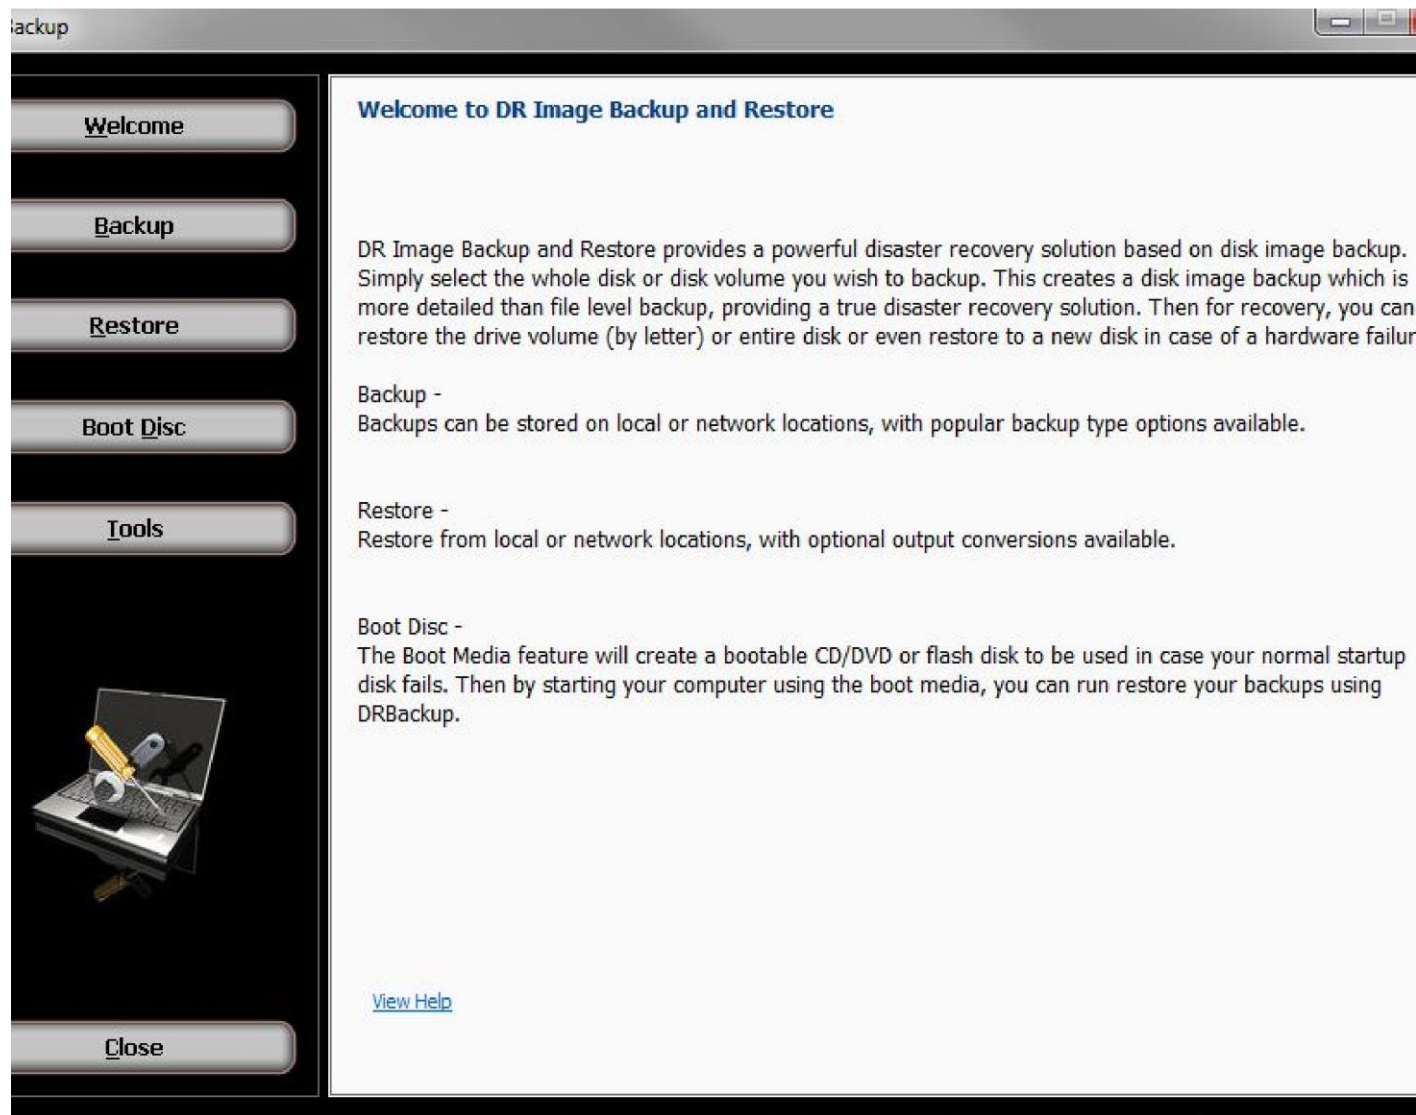 ackup
Welcome
Backup
Restore
Boot Disc
Tools
Close
Welcome to DR Image Backup and Restore
DR Image Backup and Restore provides a powerful disaster recovery solution based on disk image backup.
Simply select the whole disk or disk volume you wish to backup. This creates a disk image backup which is
more detailed than file level backup, providing a true disaster recovery solution. Then for recovery, you can
restore the drive volume (by letter) or entire disk or even restore to a new disk in case of a hardware failur
Backup -
Backups can be stored on local or network locations, with popular backup type options available.
Restore -
Restore from local or network locations, with optional output conversions available.
Boot Disc -
The Boot Media feature will create a bootable CD/DVD or flash disk to be used in case your normal startup
disk fails. Then by starting your computer using the boot media, you can run restore your backups using
DRBackup.
View Help